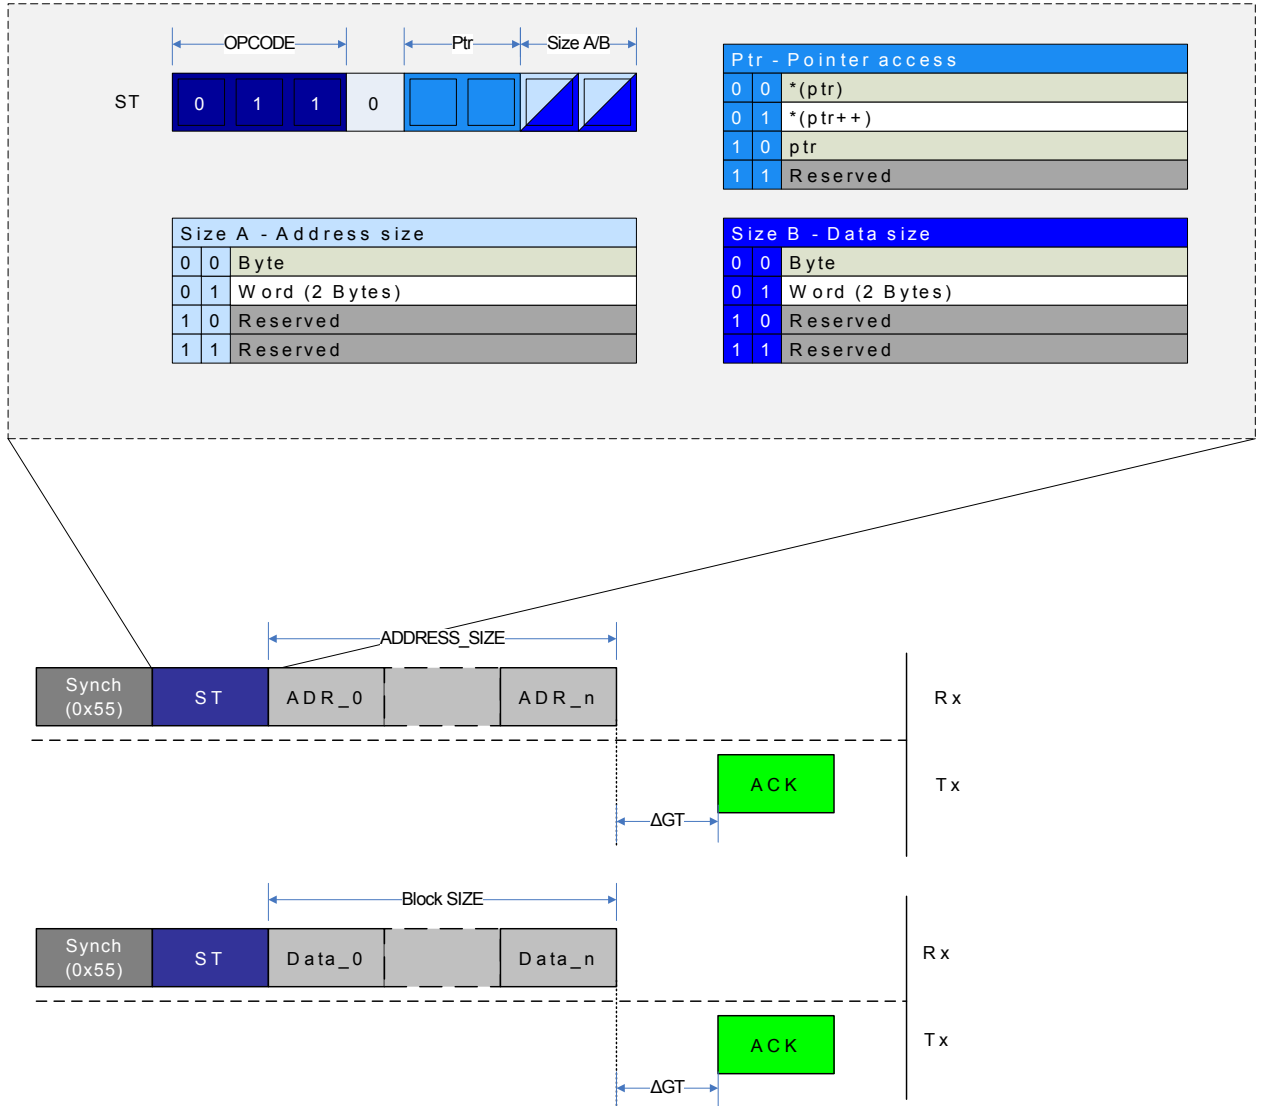 OPCODE Ptr Size A/B
ST 0 1 1 0
Ptr - Pointer access
0 0 *(ptr)
0 1 *(ptr++)
1 0 ptr
1 1 Reserved
Size A - Address size
0 0 Byte
0 1 Word (2 Bytes)
1 0 Reserved
1 1 Reserved
Size B - Data size
0 0 Byte
0 1 Word (2 Bytes)
1 0 Reserved
1 1 Reserved
ADDRESS_SIZE
Synch
(0x55)
ST ADR_0 ADR_n Rx
ACK Tx
ΔGT
Block SIZE
Synch
(0x55)
ST Data_0 Data_n Rx
ACK Tx
ΔGT